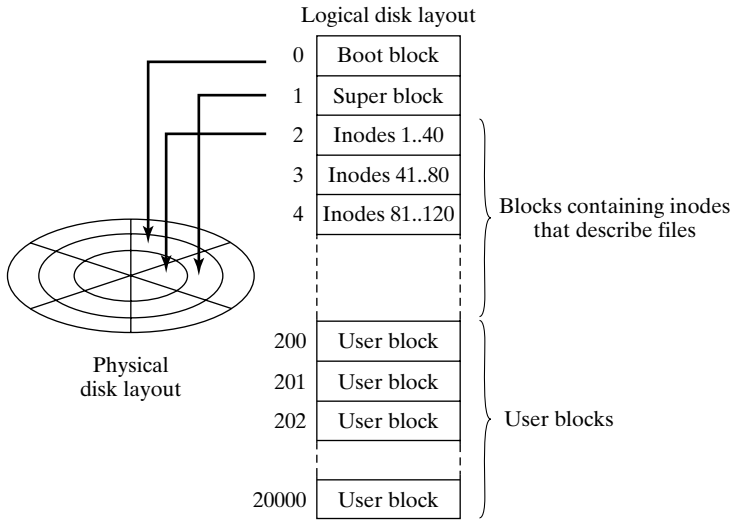 Logical disk layout
0 Boot block
1 Super block
2 Inodes 1..40
3 Inodes 41..80
4 Inodes 81..120
Blocks containing inodes
that describe files
Physical
disk layout
200 User block
201 User block
202 User block
User blocks
20000 User block